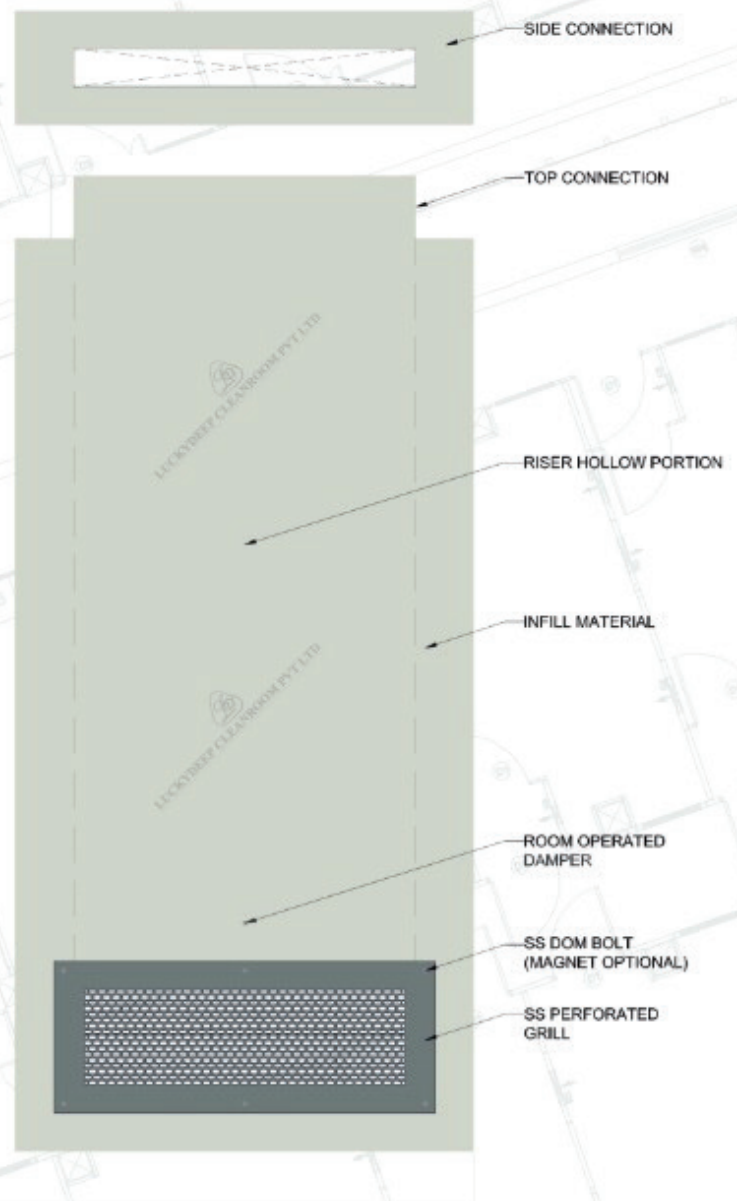 SIDE CONNECTION
TOP CONNECTION
LUCKYDEEP CLEANROOM PVT LTD
RISER HOLLOW PORTION
INFILL MATERIAL
LUCKYDEEP CLEANROOM PVT LTD
ROOM OPERATED
DAMPER
SS DOM BOLT
(MAGNET OPTIONAL)
SS PERFORATED
GRILL